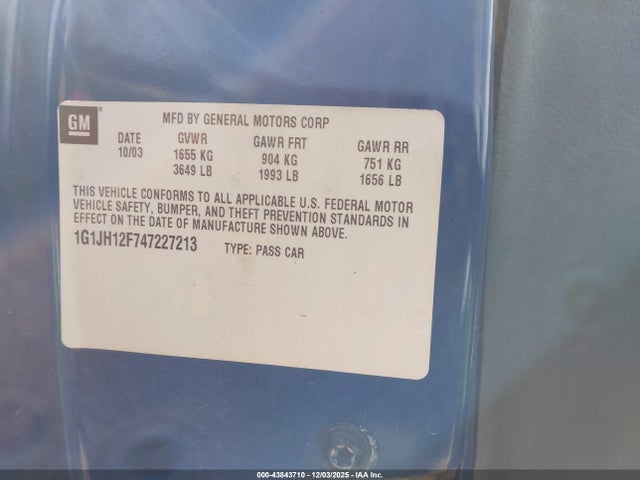 GM
MFD BY GENERAL MOTORS CORP
DATE GVWR GAWR FRT GAWR RR
10/03 1655 KG 904 KG 751 KG
3649 LB 1993 LB 1656 LB
THIS VEHICLE CONFORMS TO ALL APPLICABLE U.S. FEDERAL MOTOR
VEHICLE SAFETY, BUMPER, AND THEFT PREVENTION STANDARDS IN
EFFECT ON THE DATE OF MANUFACTURE SHOWN ABOVE.
1G1JH12F747227213 TYPE: PASS CAR
000-43843710 - 12/03/2025 - IAA Inc.